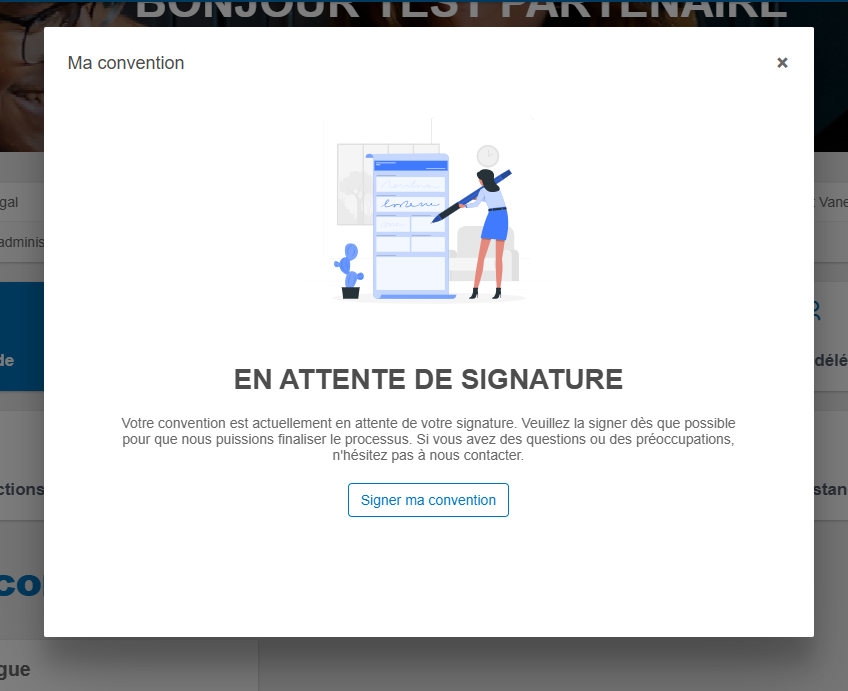 BONJOUR TEST PARTENAIRE
Ma convention
×
gal
Vane
adminis
de
délé
EN ATTENTE DE SIGNATURE
Votre convention est actuellement en attente de votre signature. Veuillez la signer dès que possible
pour que nous puissions finaliser le processus. Si vous avez des questions ou des préoccupations,
n'hésitez pas à nous contacter.
ctions
stan
Signer ma convention
co
gue